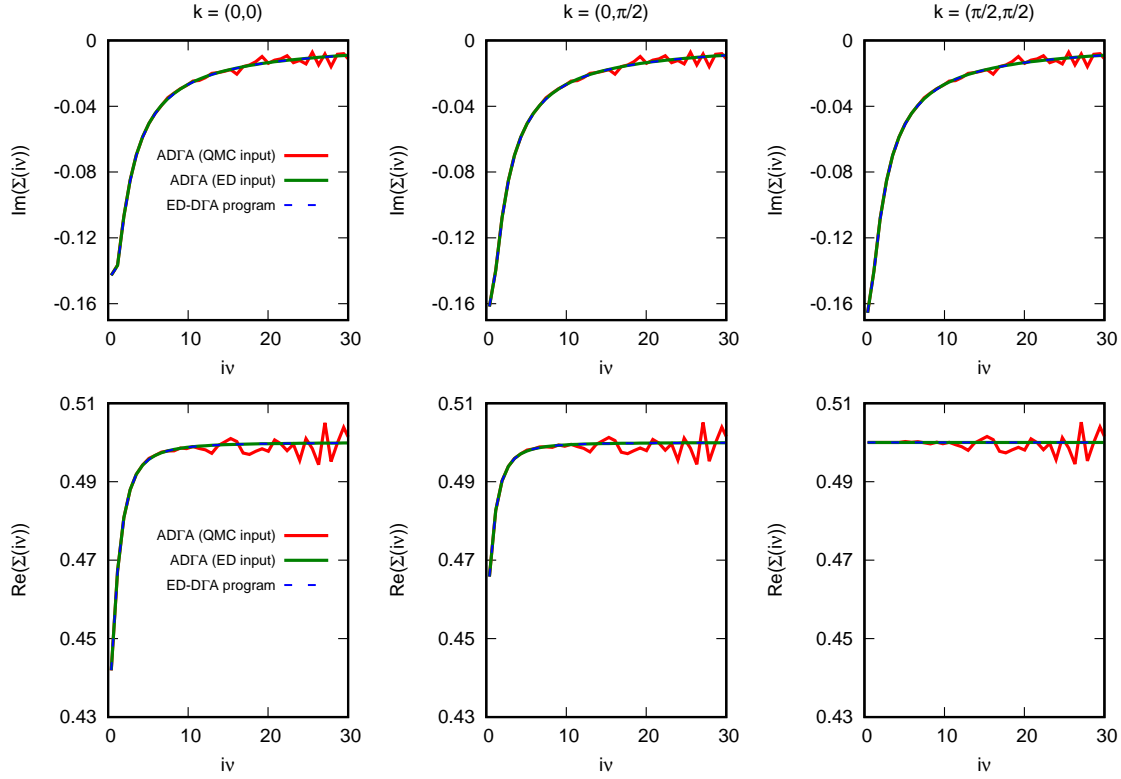 k = (0,0)
k = (0,π/2)
k = (π/2,π/2)
0
-0.04
-0.08
-0.12
-0.16
Im(Σ(iν))
ADΓA (QMC input)
ADΓA (ED input)
ED-DΓA program
0 10 20 30
iν
0
-0.04
-0.08
-0.12
-0.16
Im(Σ(iν))
0 10 20 30
iν
0
-0.04
-0.08
-0.12
-0.16
Im(Σ(iν))
0 10 20 30
iν
0.51
0.49
0.47
0.45
0.43
Re(Σ(iν))
ADΓA (QMC input)
ADΓA (ED input)
ED-DΓA program
0 10 20 30
iν
0.51
0.49
0.47
0.45
0.43
Re(Σ(iν))
0 10 20 30
iν
0.51
0.49
0.47
0.45
0.43
Re(Σ(iν))
0 10 20 30
iν